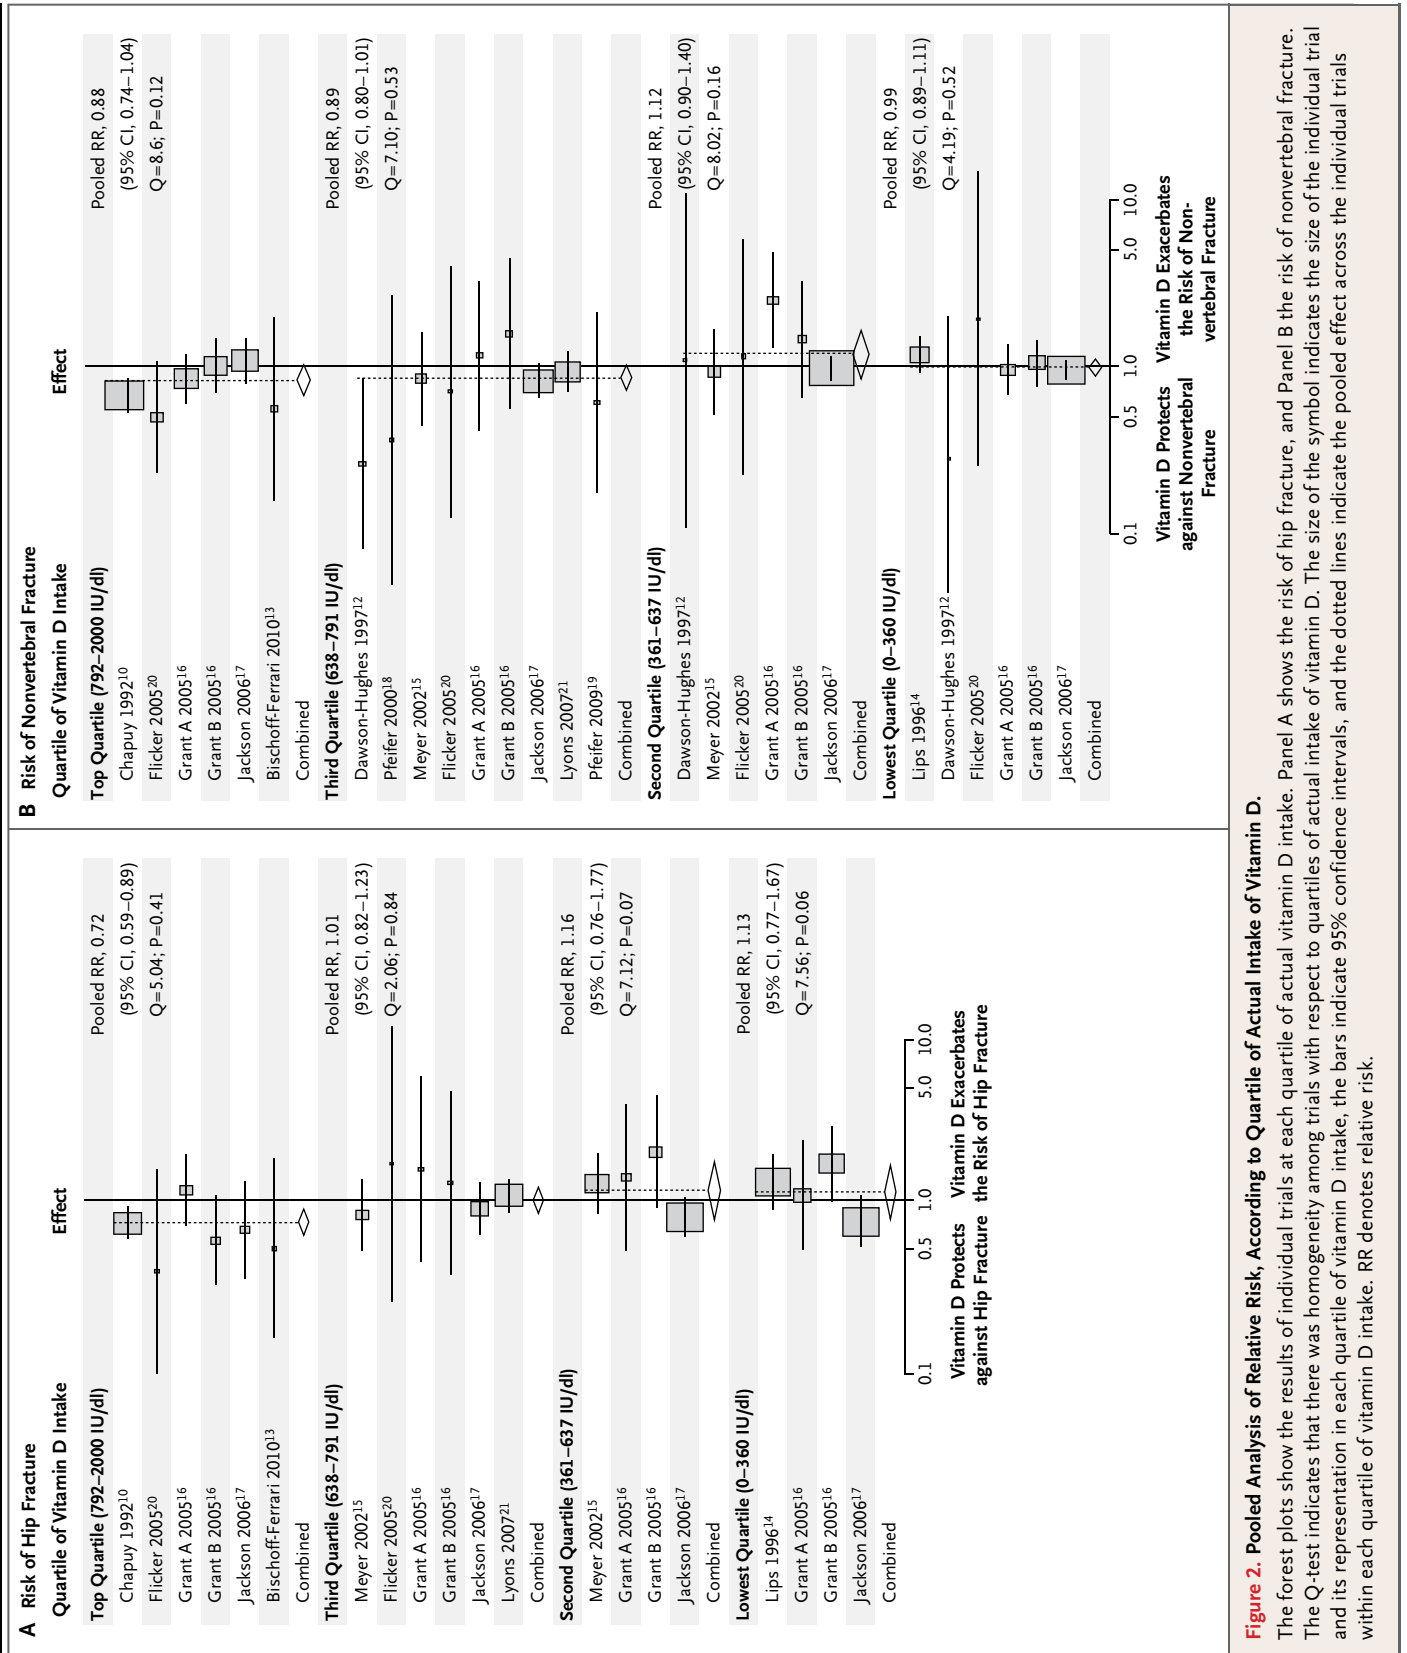 A Risk of Hip Fracture
Quartile of Vitamin D Intake
Effect
Top Quartile (792–2000 IU/dl)
Pooled RR, 0.72
Chapuy 1992¹⁰
(95% CI, 0.59–0.89)
Flicker 2005²⁰
Q=5.04; P=0.41
Grant A 2005¹⁶
Grant B 2005¹⁶
Jackson 2006¹⁷
Bischoff-Ferrari 2010¹³
Combined
Third Quartile (638–791 IU/dl)
Pooled RR, 1.01
Meyer 2002¹⁵
(95% CI, 0.82–1.23)
Flicker 2005²⁰
Q=2.06; P=0.84
Grant A 2005¹⁶
Grant B 2005¹⁶
Jackson 2006¹⁷
Lyons 2007²¹
Combined
Second Quartile (361–637 IU/dl)
Pooled RR, 1.16
Meyer 2002¹⁵
(95% CI, 0.76–1.77)
Grant A 2005¹⁶
Q=7.12; P=0.07
Grant B 2005¹⁶
Jackson 2006¹⁷
Combined
Lowest Quartile (0–360 IU/dl)
Pooled RR, 1.13
Lips 1996¹⁴
(95% CI, 0.77–1.67)
Grant A 2005¹⁶
Q=7.56; P=0.06
Grant B 2005¹⁶
Jackson 2006¹⁷
Combined
0.1 0.5 1.0 5.0 10.0
Vitamin D Protects
against Hip Fracture
Vitamin D Exacerbates
the Risk of Hip Fracture
B Risk of Nonvertebral Fracture
Quartile of Vitamin D Intake
Effect
Top Quartile (792–2000 IU/dl)
Pooled RR, 0.88
Chapuy 1992¹⁰
(95% CI, 0.74–1.04)
Flicker 2005²⁰
Q=8.6; P=0.12
Grant A 2005¹⁶
Grant B 2005¹⁶
Jackson 2006¹⁷
Bischoff-Ferrari 2010¹³
Combined
Third Quartile (638–791 IU/dl)
Pooled RR, 0.89
Dawson-Hughes 1997¹²
(95% CI, 0.80–1.01)
Pfeifer 2000¹⁸
Q=7.10; P=0.53
Meyer 2002¹⁵
Flicker 2005²⁰
Grant A 2005¹⁶
Grant B 2005¹⁶
Jackson 2006¹⁷
Lyons 2007²¹
Pfeifer 2009¹⁹
Combined
Second Quartile (361–637 IU/dl)
Pooled RR, 1.12
Dawson-Hughes 1997¹²
(95% CI, 0.90–1.40)
Meyer 2002¹⁵
Q=8.02; P=0.16
Flicker 2005²⁰
Grant A 2005¹⁶
Grant B 2005¹⁶
Jackson 2006¹⁷
Combined
Lowest Quartile (0–360 IU/dl)
Pooled RR, 0.99
Lips 1996¹⁴
(95% CI, 0.89–1.11)
Dawson-Hughes 1997¹²
Q=4.19; P=0.52
Flicker 2005²⁰
Grant A 2005¹⁶
Grant B 2005¹⁶
Jackson 2006¹⁷
Combined
0.1 0.5 1.0 5.0 10.0
Vitamin D Protects
against Nonvertebral
Fracture
Vitamin D Exacerbates
the Risk of Non-
vertebral Fracture
Figure 2. Pooled Analysis of Relative Risk, According to Quartile of Actual Intake of Vitamin D.
The forest plots show the results of individual trials at each quartile of actual vitamin D intake. Panel A shows the risk of hip fracture, and Panel B the risk of nonvertebral fracture.
The Q-test indicates that there was homogeneity among trials with respect to quartiles of actual intake of vitamin D. The size of the symbol indicates the size of the individual trial
and its representation in each quartile of vitamin D intake, the bars indicate 95% confidence intervals, and the dotted lines indicate the pooled effect across the individual trials
within each quartile of vitamin D intake. RR denotes relative risk.